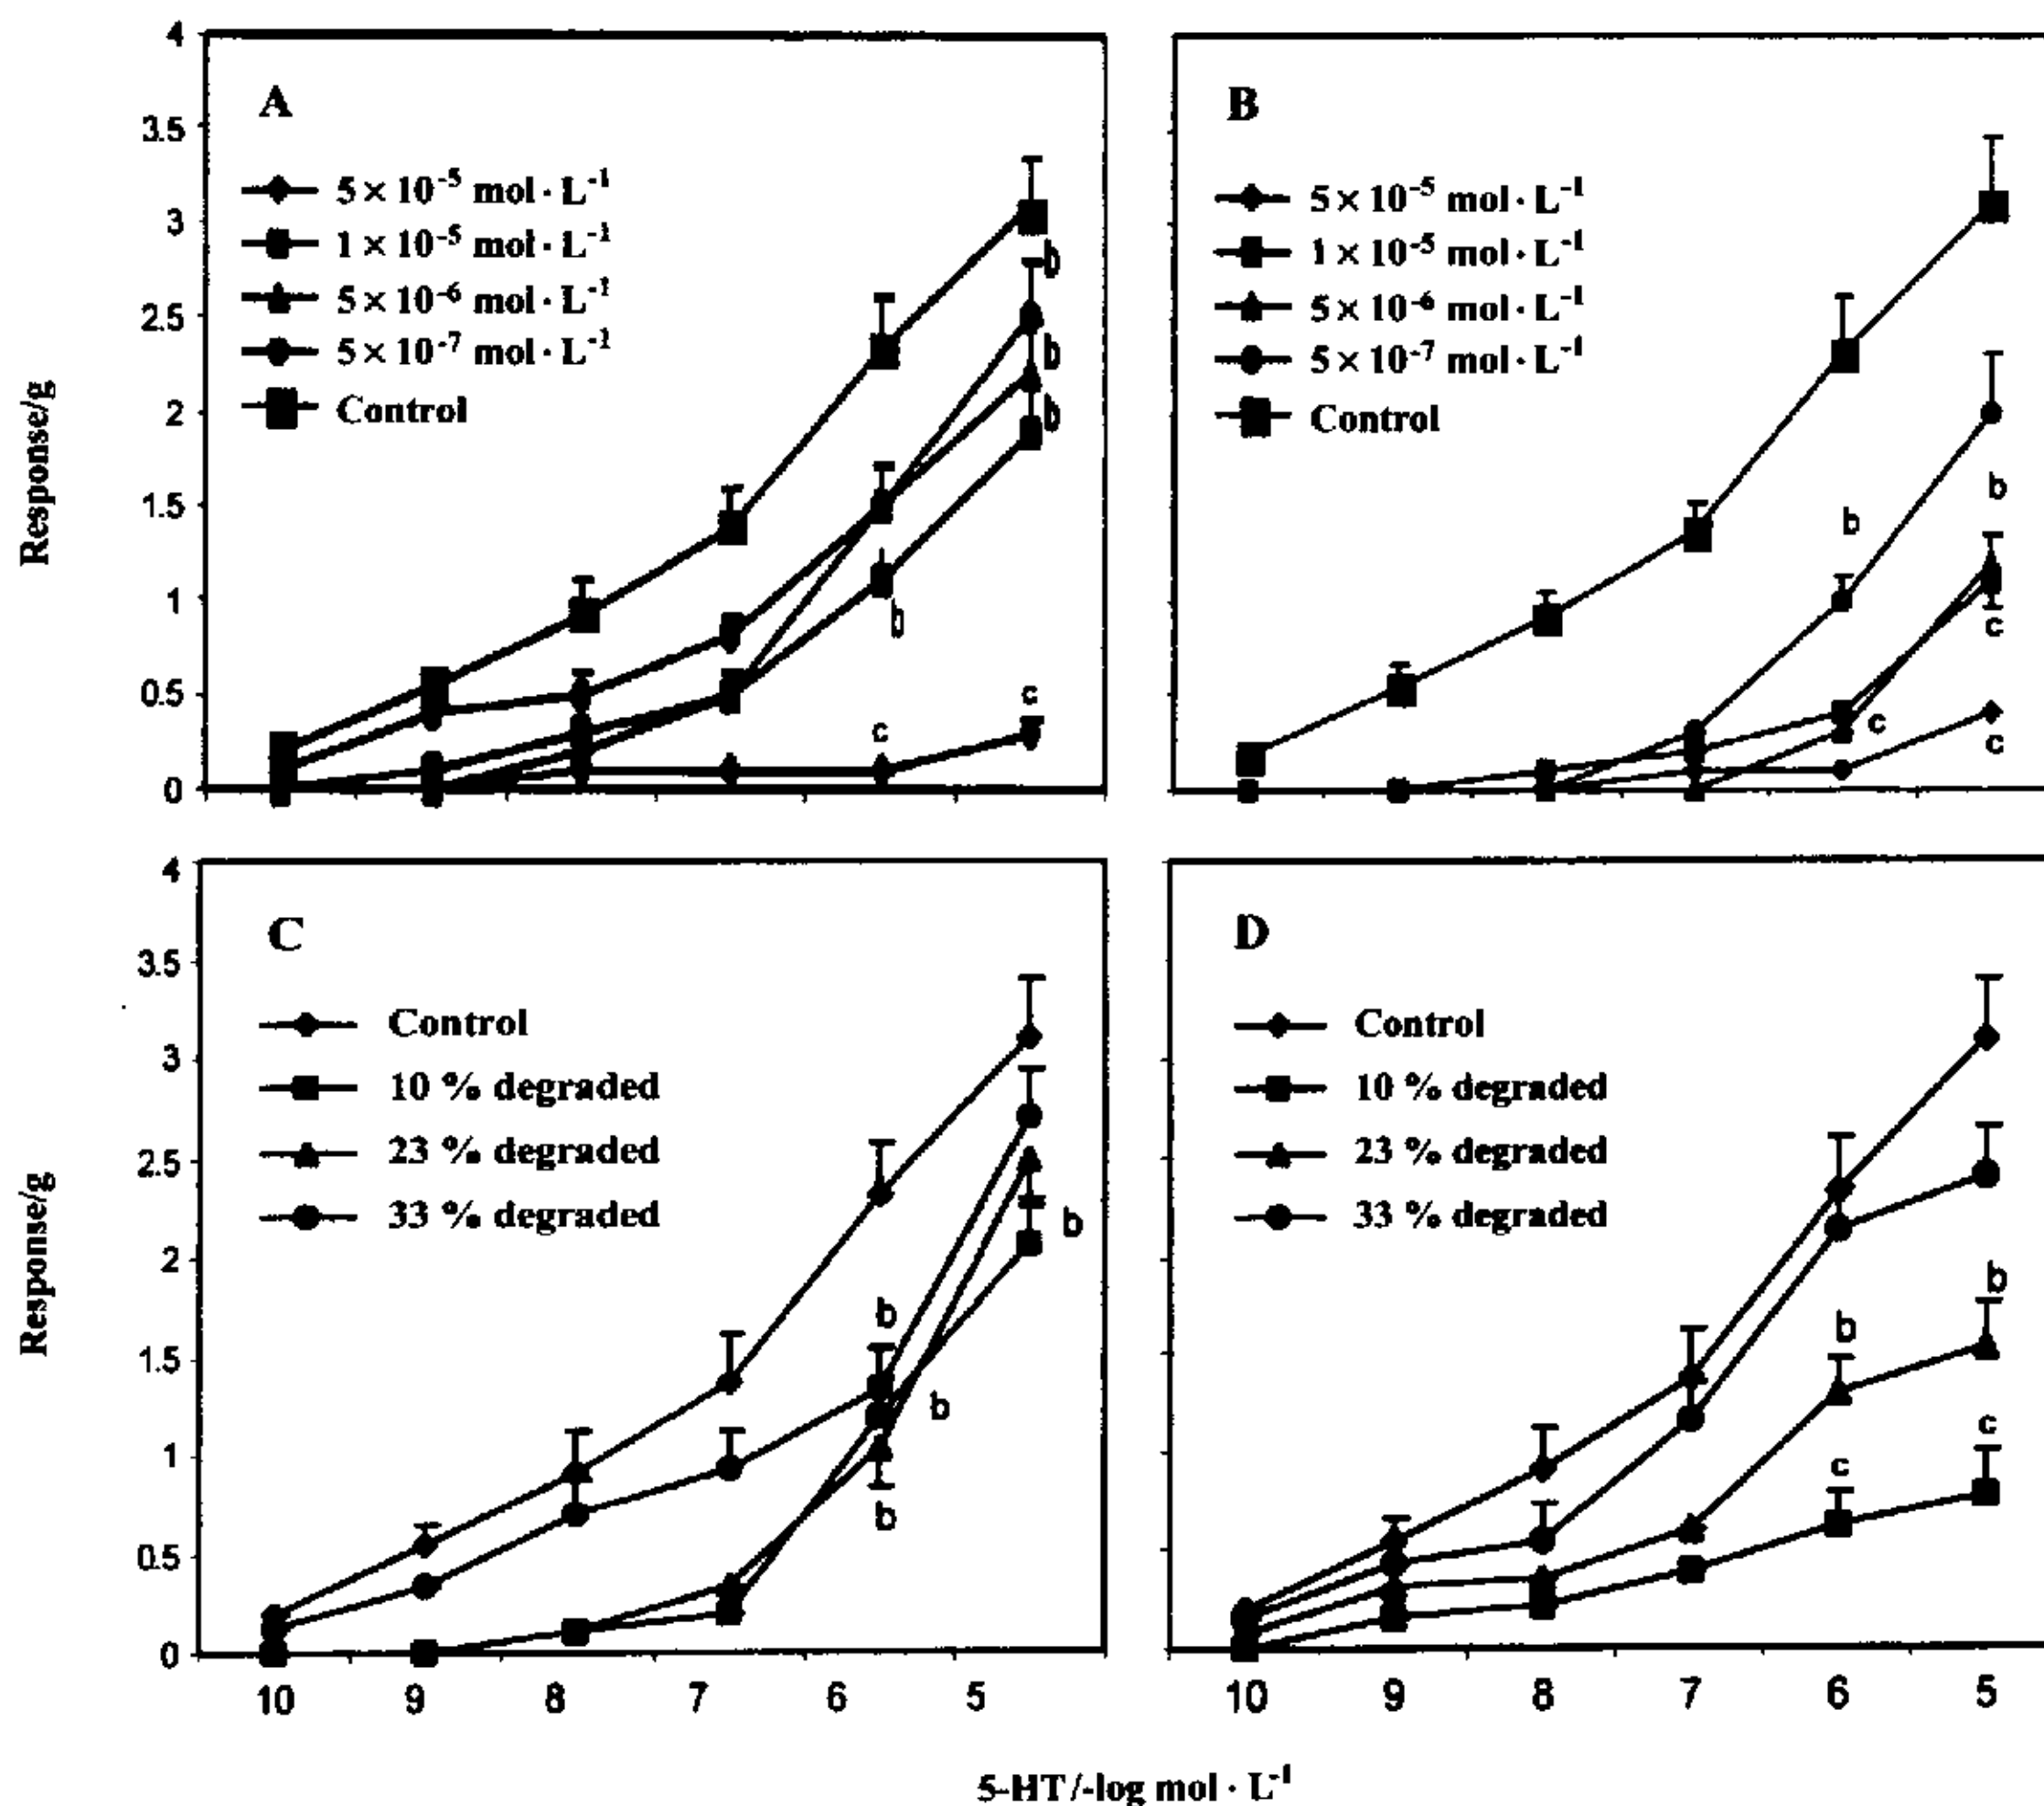 4
3.5
3
2.5
2
1.5
1
0.5
0
Response/g
A
5 × 10⁻⁵ mol · L⁻¹
1 × 10⁻⁵ mol · L⁻¹
5 × 10⁻⁶ mol · L⁻¹
5 × 10⁻⁷ mol · L⁻¹
Control
b
b
b
b
c
c
B
5 × 10⁻⁵ mol · L⁻¹
1 × 10⁻⁵ mol · L⁻¹
5 × 10⁻⁶ mol · L⁻¹
5 × 10⁻⁷ mol · L⁻¹
Control
b
b
c
c
c
4
3.5
3
2.5
2
1.5
1
0.5
0
Response/g
C
Control
10 % degraded
23 % degraded
33 % degraded
b
b
b
b
10 9 8 7 6 5
D
Control
10 % degraded
23 % degraded
33 % degraded
b
b
c
c
10 9 8 7 6 5
5-HT/-log mol · L⁻¹